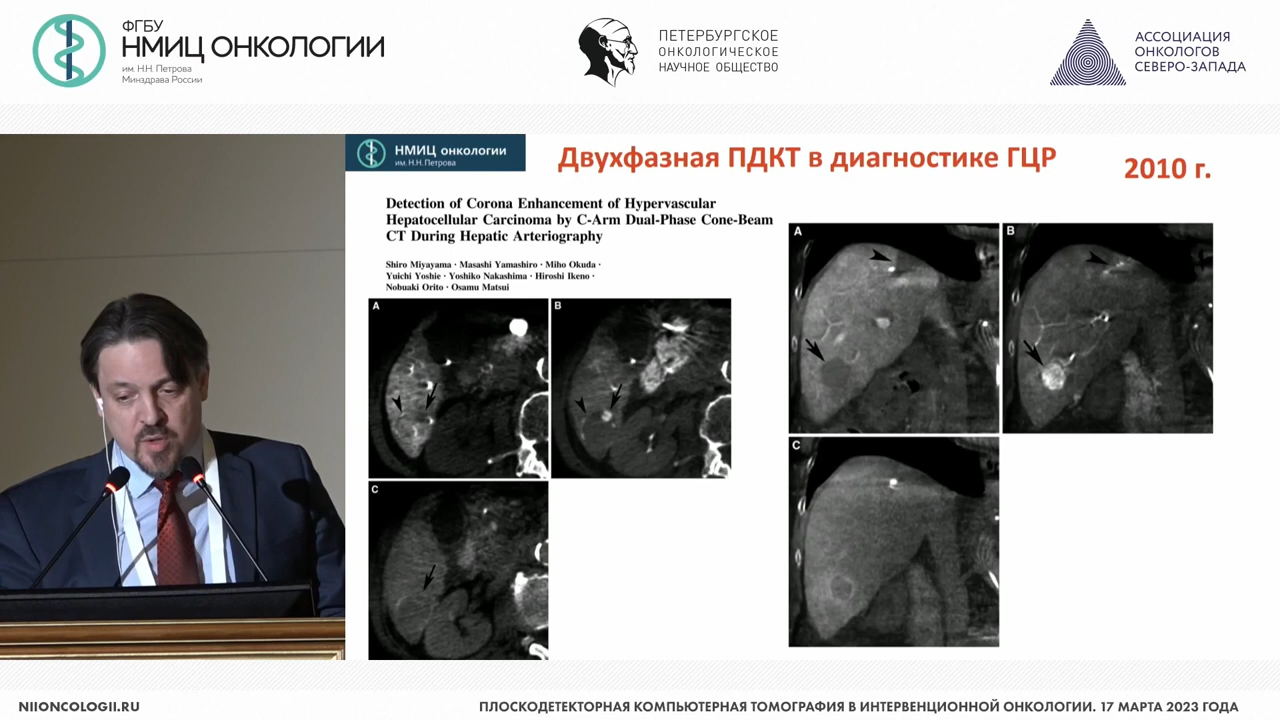 ФГБУ
НМИЦ ОНКОЛОГИИ
им. Н.Н. Петрова
Минздрава России
ПЕТЕРБУРГСКОЕ
ОНКОЛОГИЧЕСКОЕ
НАУЧНОЕ ОБЩЕСТВО
АССОЦИАЦИЯ
ОНКОЛОГОВ
СЕВЕРО-ЗАПАДА
НМИЦ онкологии
им. Н.Н. Петрова
Двухфазная ПДКТ в диагностике ГЦР
2010 г.
Detection of Corona Enhancement of Hypervascular
Hepatocellular Carcinoma by C-Arm Dual-Phase Cone-Beam
CT During Hepatic Arteriography
Shiro Miyayama · Masashi Yamashiro · Miho Okuda ·
Yuichi Yoshie · Yoshiko Nakashima · Hiroshi Ikeno ·
Nobuaki Orito · Osamu Matsui
A
B
C
A
B
C
NIIONCOLOGII.RU
ПЛОСКОДЕТЕКТОРНАЯ КОМПЬЮТЕРНАЯ ТОМОГРАФИЯ В ИНТЕРВЕНЦИОННОЙ ОНКОЛОГИИ. 17 МАРТА 2023 ГОДА